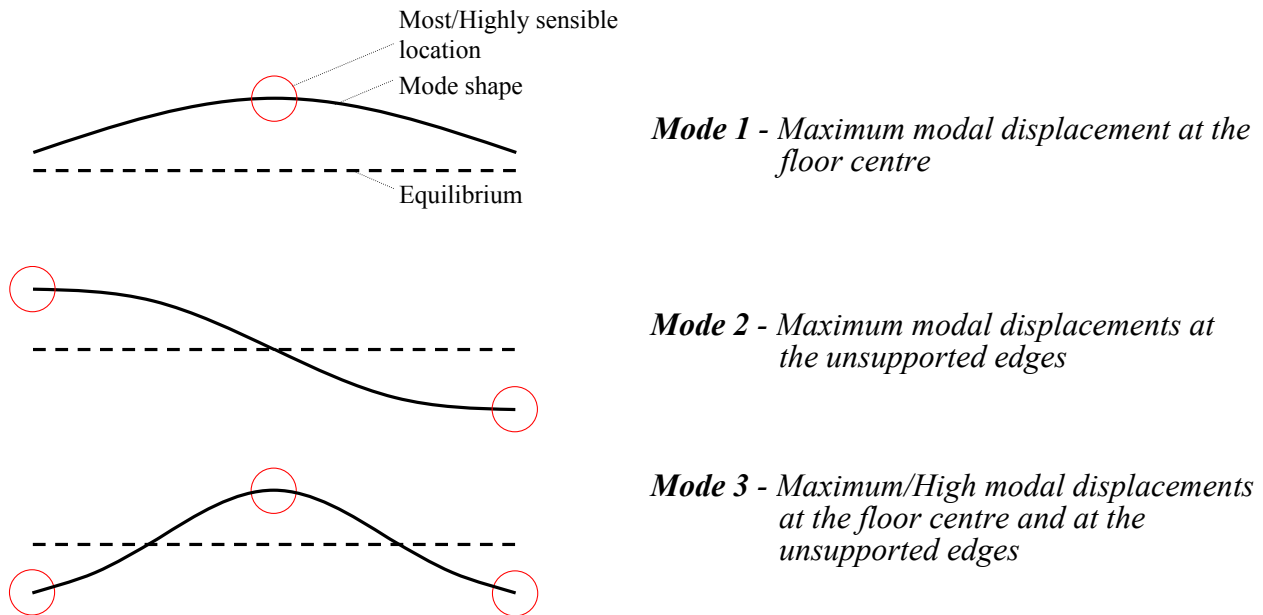 Most/Highly sensible
location
Mode shape
Mode 1 - Maximum modal displacement at the
floor centre
Equilibrium
Mode 2 - Maximum modal displacements at
the unsupported edges
Mode 3 - Maximum/High modal displacements
at the floor centre and at the
unsupported edges